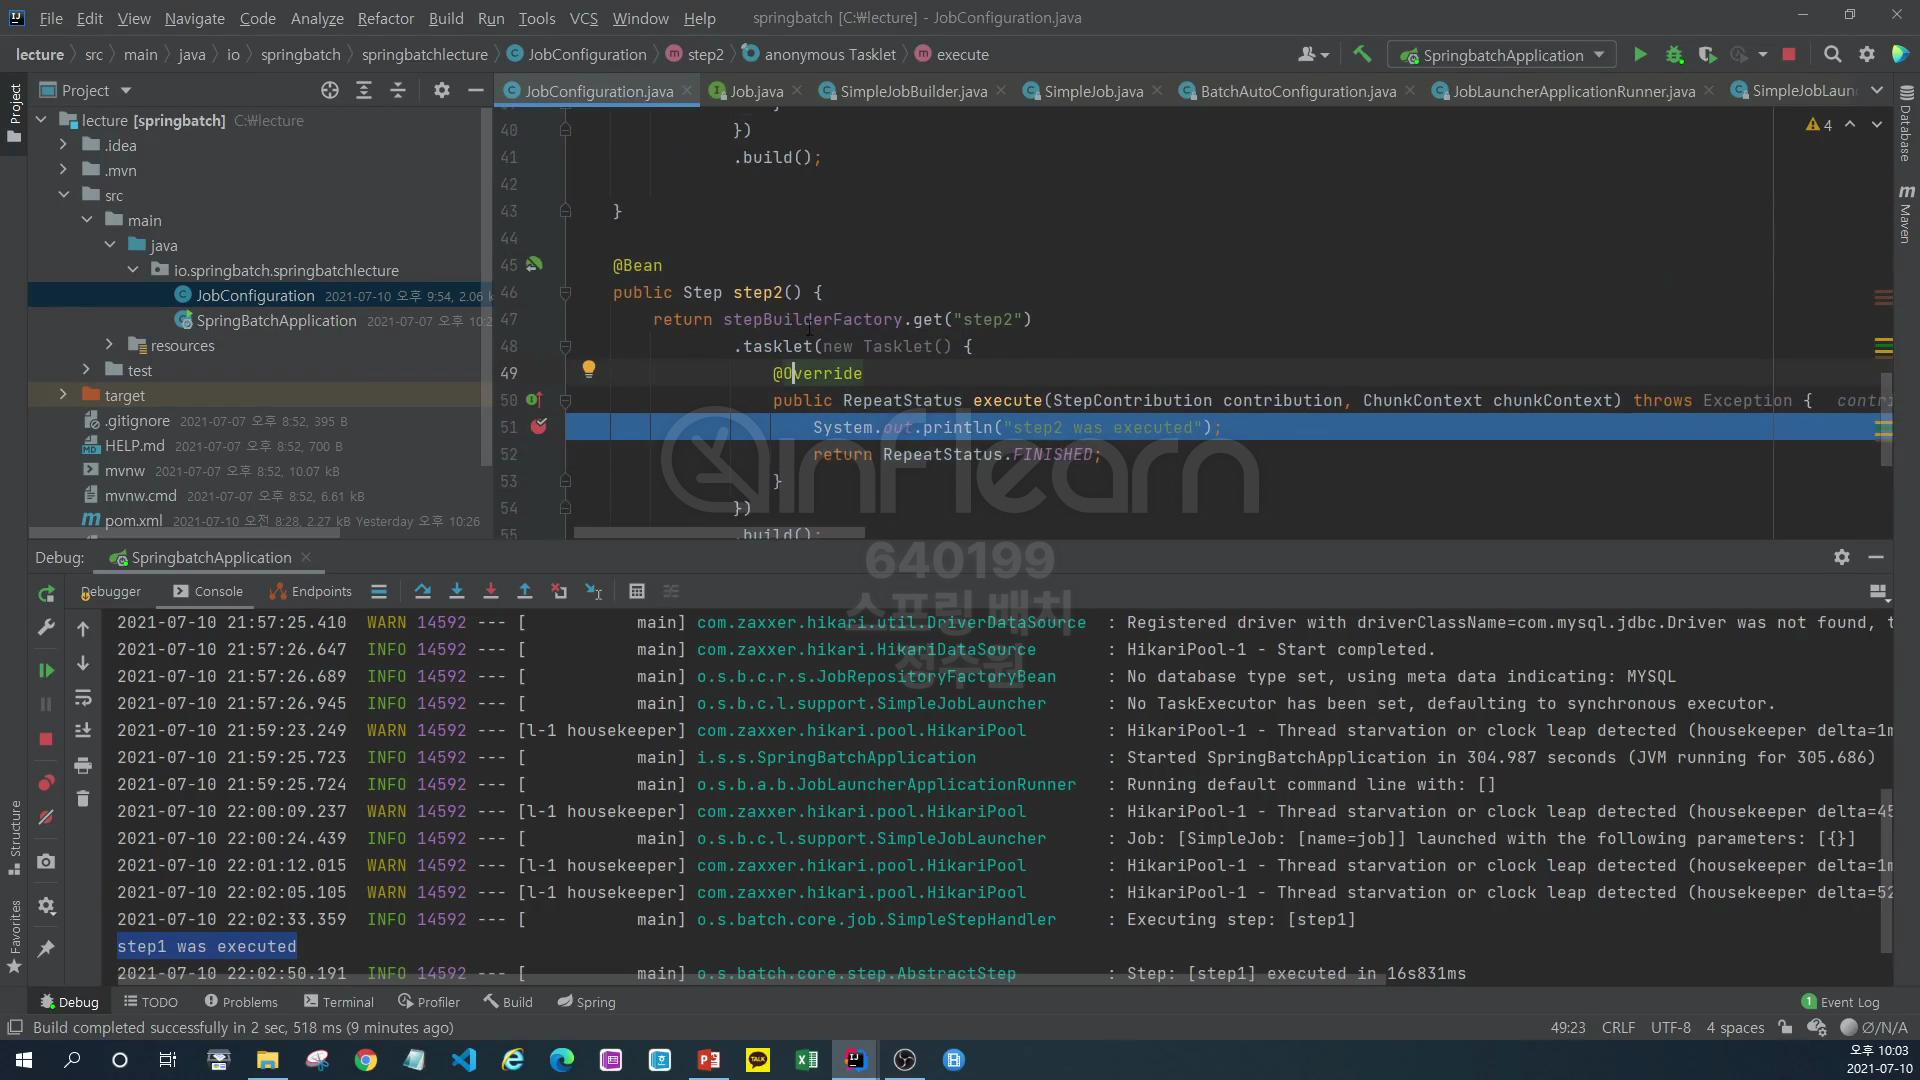 File Edit View Navigate Code Analyze Refactor Build Run Tools VCS Window Help springbatch [C:₩lecture] - JobConfiguration.java
lecture src main java io springbatch springbatchlecture JobConfiguration step2 anonymous Tasklet execute SpringbatchApplication
Project
Project
JobConfiguration.java Job.java SimpleJobBuilder.java SimpleJob.java BatchAutoConfiguration.java JobLauncherApplicationRunner.java SimpleJobLaun
lecture [springbatch] C:₩lecture
.idea
.mvn
src
main
java
io.springbatch.springbatchlecture
JobConfiguration 2021-07-10 오후 9:54, 2.06 k
SpringBatchApplication 2021-07-07 오후 10:2
resources
test
target
.gitignore 2021-07-07 오후 8:52, 395 B
HELP.md 2021-07-07 오후 8:52, 700 B
mvnw 2021-07-07 오후 8:52, 10.07 kB
mvnw.cmd 2021-07-07 오후 8:52, 6.61 kB
pom.xml 2021-07-10 오전 8:28, 2.27 kB Yesterday 오후 10:26
4
40 })
41 .build();
42
43 }
44
45 @Bean
46 public Step step2() {
47 return stepBuilderFactory.get("step2")
48 .tasklet(new Tasklet() {
49 @Override
50 public RepeatStatus execute(StepContribution contribution, ChunkContext chunkContext) throws Exception { contri
51 System.out.println("step2 was executed");
52 return RepeatStatus.FINISHED;
53 }
54 })
55 .build();
Database
Maven
inflearn
640199
스프링 배치
정수원
Debug: SpringbatchApplication
Debugger Console Endpoints
2021-07-10 21:57:25.410 WARN 14592 --- [ main] com.zaxxer.hikari.util.DriverDataSource : Registered driver with driverClassName=com.mysql.jdbc.Driver was not found, t
2021-07-10 21:57:26.647 INFO 14592 --- [ main] com.zaxxer.hikari.HikariDataSource : HikariPool-1 - Start completed.
2021-07-10 21:57:26.689 INFO 14592 --- [ main] o.s.b.c.r.s.JobRepositoryFactoryBean : No database type set, using meta data indicating: MYSQL
2021-07-10 21:57:26.945 INFO 14592 --- [ main] o.s.b.c.l.support.SimpleJobLauncher : No TaskExecutor has been set, defaulting to synchronous executor.
2021-07-10 21:59:23.249 WARN 14592 --- [l-1 housekeeper] com.zaxxer.hikari.pool.HikariPool : HikariPool-1 - Thread starvation or clock leap detected (housekeeper delta=1m
2021-07-10 21:59:25.723 INFO 14592 --- [ main] i.s.s.SpringBatchApplication : Started SpringBatchApplication in 304.987 seconds (JVM running for 305.686)
2021-07-10 21:59:25.724 INFO 14592 --- [ main] o.s.b.a.b.JobLauncherApplicationRunner : Running default command line with: []
2021-07-10 22:00:09.237 WARN 14592 --- [l-1 housekeeper] com.zaxxer.hikari.pool.HikariPool : HikariPool-1 - Thread starvation or clock leap detected (housekeeper delta=45
2021-07-10 22:00:24.439 INFO 14592 --- [ main] o.s.b.c.l.support.SimpleJobLauncher : Job: [SimpleJob: [name=job]] launched with the following parameters: [{}]
2021-07-10 22:01:12.015 WARN 14592 --- [l-1 housekeeper] com.zaxxer.hikari.pool.HikariPool : HikariPool-1 - Thread starvation or clock leap detected (housekeeper delta=1m
2021-07-10 22:02:05.105 WARN 14592 --- [l-1 housekeeper] com.zaxxer.hikari.pool.HikariPool : HikariPool-1 - Thread starvation or clock leap detected (housekeeper delta=52
2021-07-10 22:02:33.359 INFO 14592 --- [ main] o.s.batch.core.job.SimpleStepHandler : Executing step: [step1]
step1 was executed
2021-07-10 22:02:50.191 INFO 14592 --- [ main] o.s.batch.core.step.AbstractStep : Step: [step1] executed in 16s831ms
Structure
Favorites
Debug TODO Problems Terminal Profiler Build Spring 1 Event Log
Build completed successfully in 2 sec, 518 ms (9 minutes ago) 49:23 CRLF UTF-8 4 spaces Ø/N/A
TALK
오후 10:03
2021-07-10